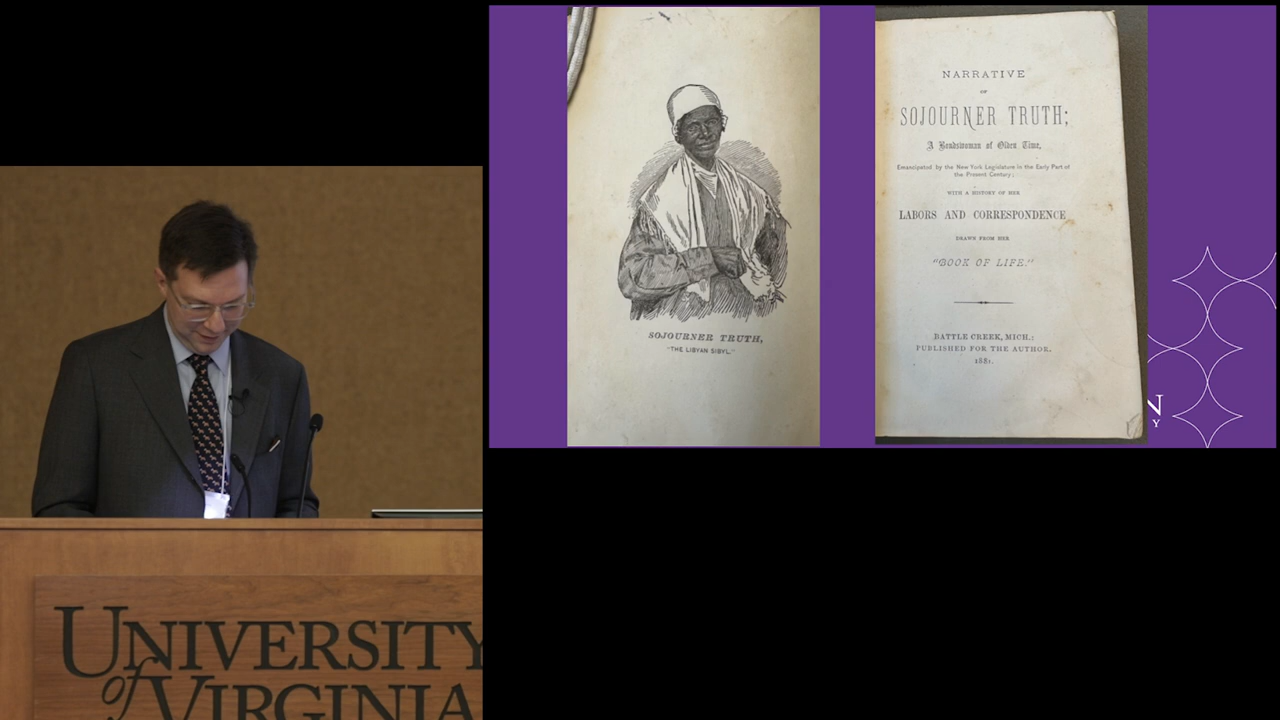 SOJOURNER TRUTH,
"THE LIBYAN SIBYL."
NARRATIVE
OF
SOJOURNER TRUTH;
A Bondswoman of Olden Time,
Emancipated by the New York Legislature in the Early Part of
the Present Century;
WITH A HISTORY OF HER
LABORS AND CORRESPONDENCE
DRAWN FROM HER
"BOOK OF LIFE."
BATTLE CREEK, MICH.:
PUBLISHED FOR THE AUTHOR.
1881.
N
Y
UNIVERSITY
of VIRGINIA